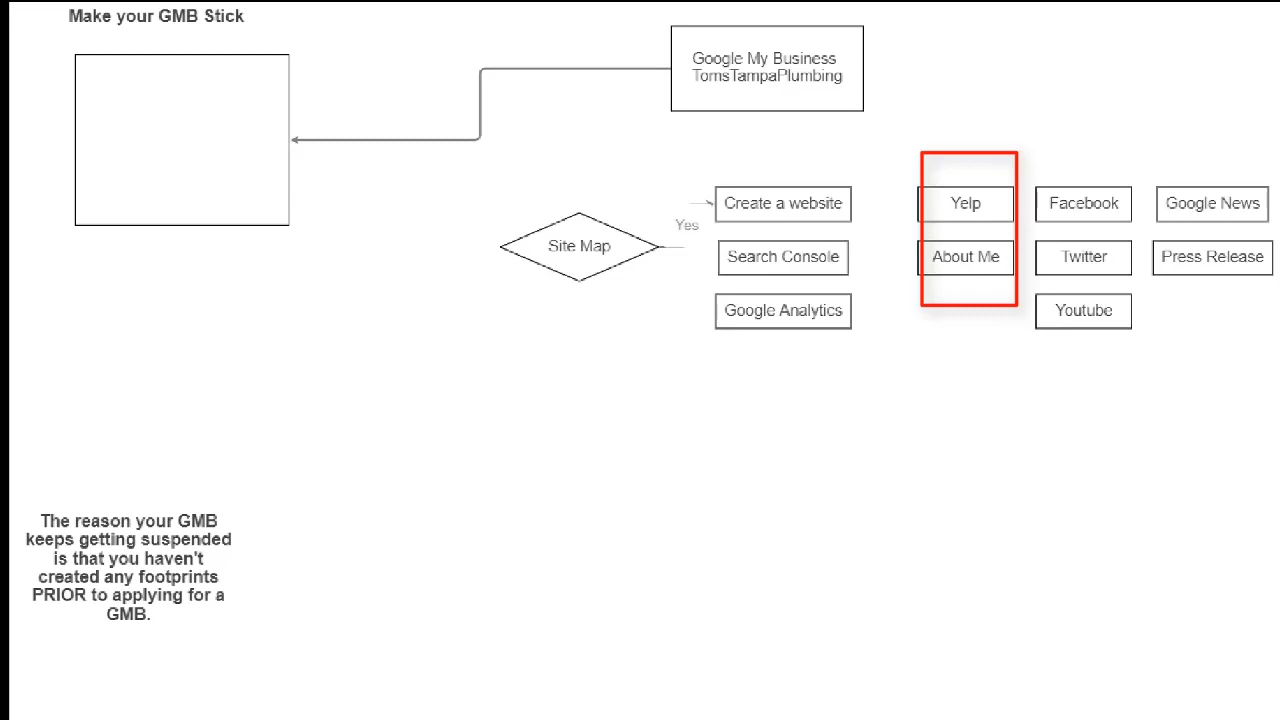 Make your GMB Stick
Google My Business
TomsTampaPlumbing
Create a website
Yelp
Facebook
Google News
Yes
Site Map
Search Console
About Me
Twitter
Press Release
Google Analytics
Youtube
The reason your GMB
keeps getting suspended
is that you haven't
created any footprints
PRIOR to applying for a
GMB.